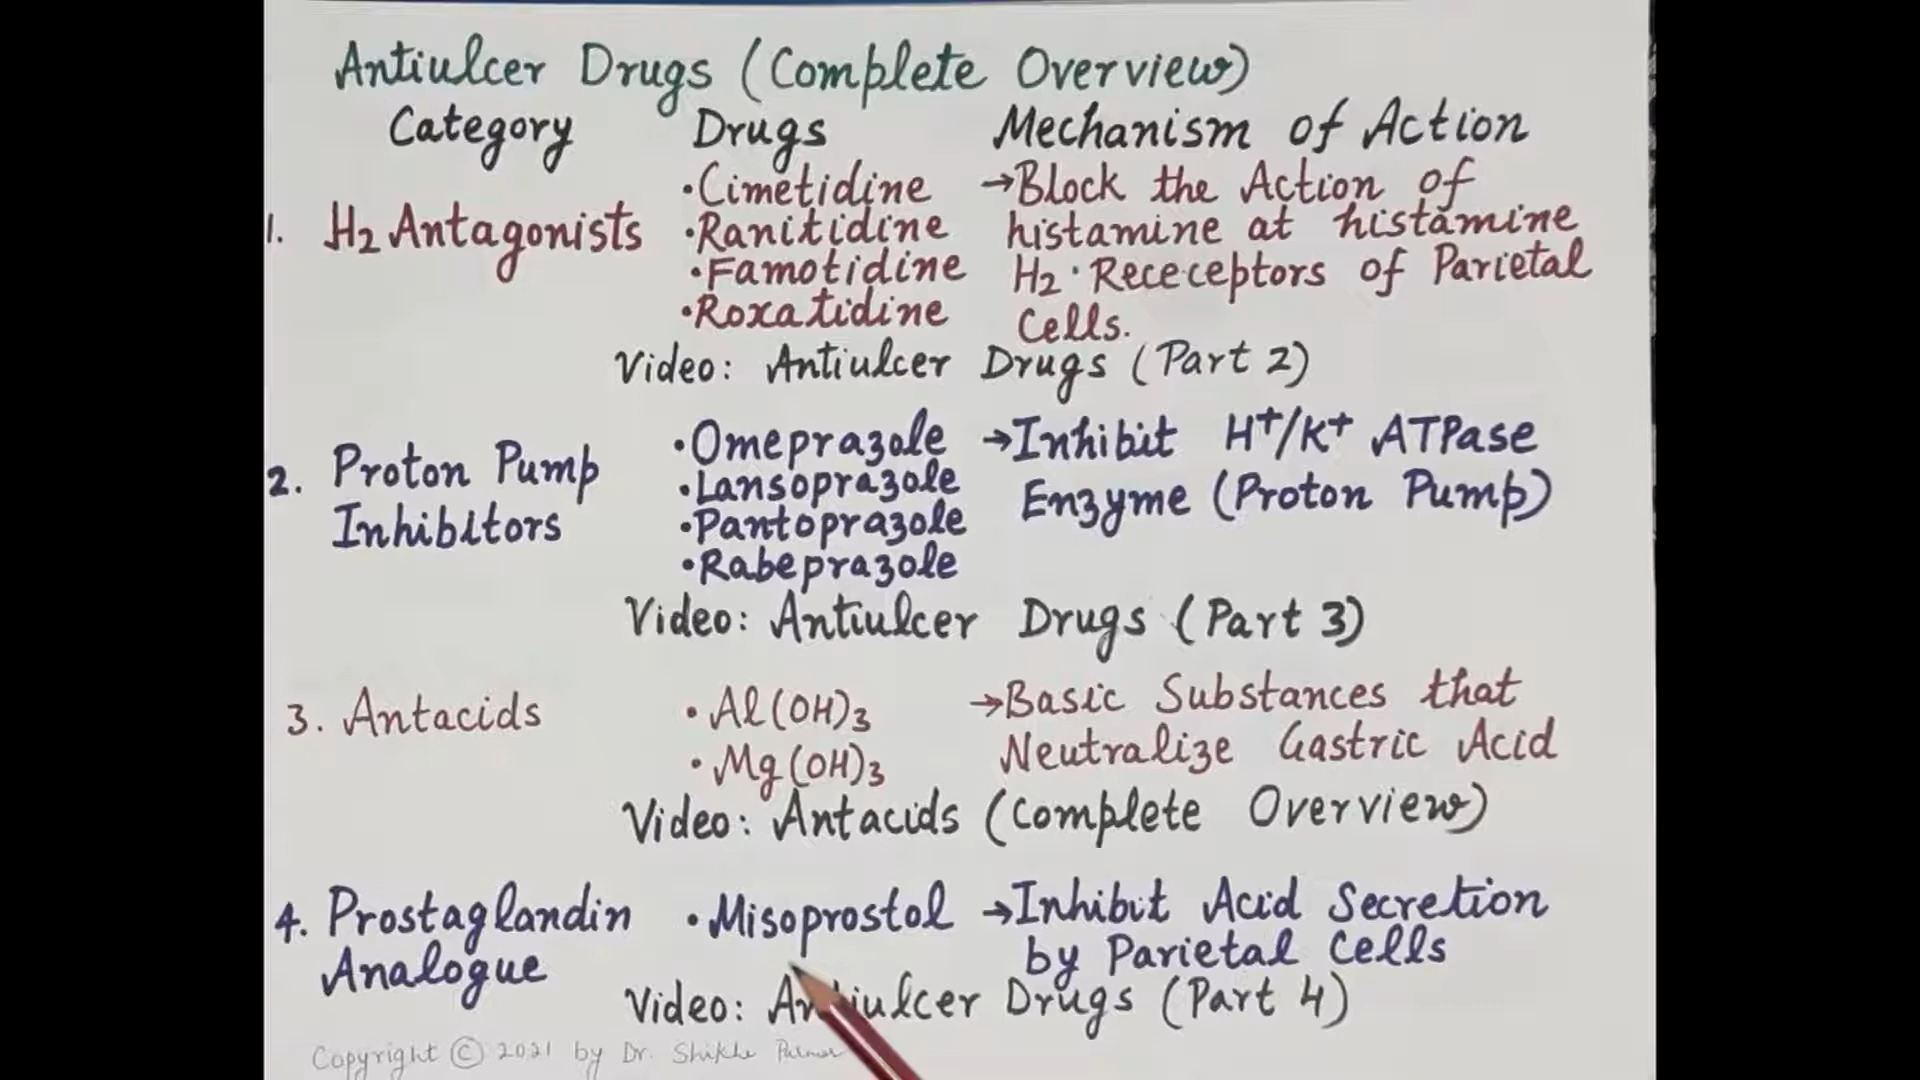 Antiulcer Drugs (Complete Overview)
Category Drugs Mechanism of Action
1. H2 Antagonists
•Cimetidine
•Ranitidine
•Famotidine
•Roxatidine
→Block the Action of
histamine at histamine
H2·Receceptors of Parietal
Cells.
Video: Antiulcer Drugs (Part 2)
2. Proton Pump
Inhibitors
•Omeprazole
•Lansoprazole
•Pantoprazole
•Rabeprazole
→Inhibit H+/K+ ATPase
Enzyme (Proton Pump)
Video: Antiulcer Drugs (Part 3)
3. Antacids
•Al(OH)3
•Mg(OH)3
→Basic Substances that
Neutralize Gastric Acid
Video: Antacids (Complete Overview)
4. Prostaglandin
Analogue
•Misoprostol
→Inhibit Acid Secretion
by Parietal Cells
Video: Antiulcer Drugs (Part 4)
Copyright © 2021 by Dr. Shikha Parmar